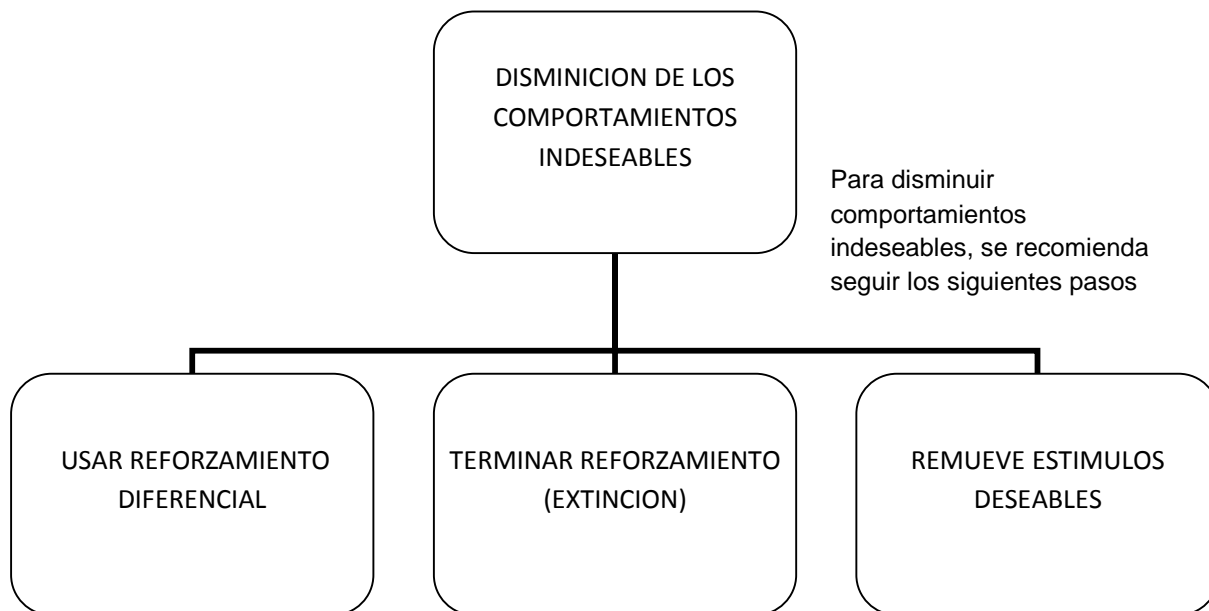 DISMINICION DE LOS
COMPORTAMIENTOS
INDESEABLES
Para disminuir
comportamientos
indeseables, se recomienda
seguir los siguientes pasos
USAR REFORZAMIENTO
DIFERENCIAL
TERMINAR REFORZAMIENTO
(EXTINCION)
REMUEVE ESTIMULOS
DESEABLES